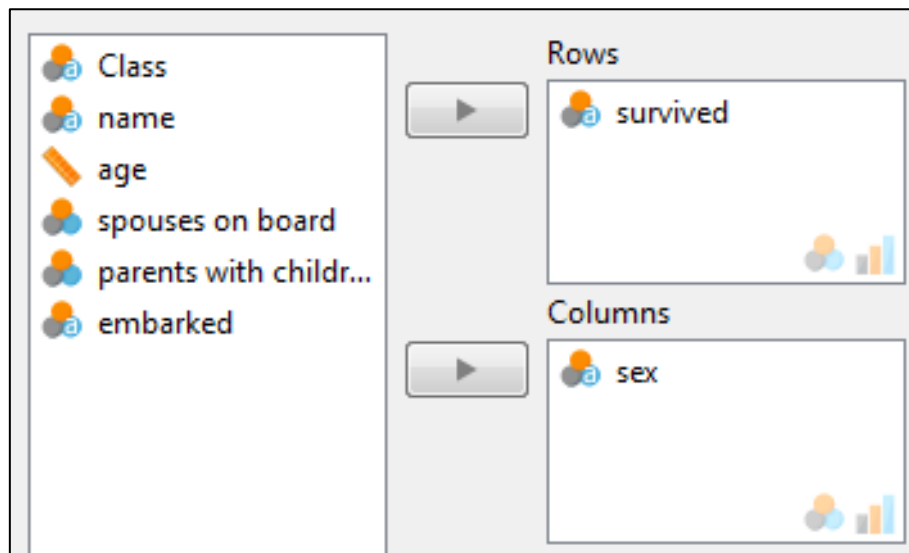 Class
name
age
spouses on board
parents with childr...
embarked
Rows
survived
Columns
sex